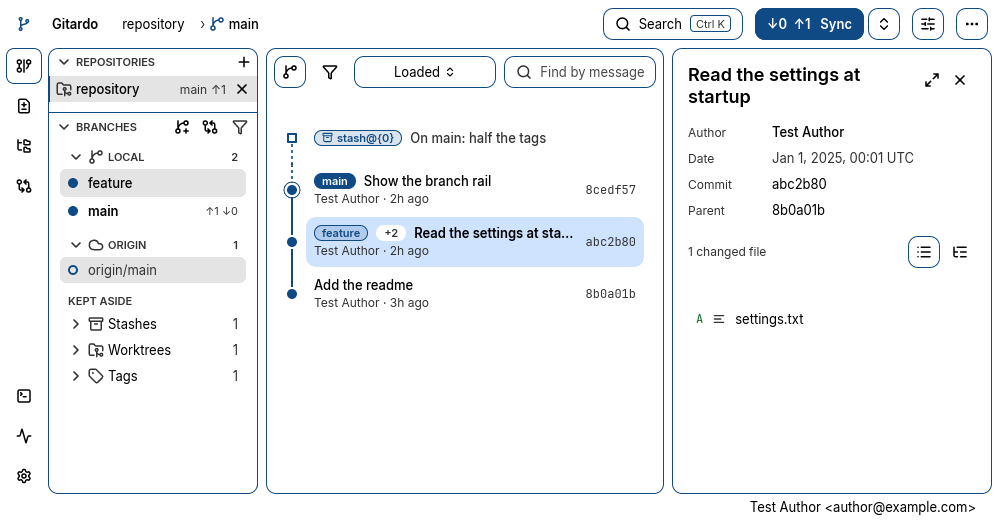 Gitardo
repository
main
Search
Ctrl K
↓0 ↑1 Sync
REPOSITORIES
repository
main ↑1
BRANCHES
LOCAL
2
feature
main
↑1 ↓0
ORIGIN
1
origin/main
KEPT ASIDE
Stashes
1
Worktrees
1
Tags
1
Loaded
Find by message
stash@{0}
On main: half the tags
main
Show the branch rail
Test Author · 2h ago
8cedf57
feature
+2
Read the settings at sta...
Test Author · 2h ago
abc2b80
Add the readme
Test Author · 3h ago
8b0a01b
Read the settings at
startup
Author
Test Author
Date
Jan 1, 2025, 00:01 UTC
Commit
abc2b80
Parent
8b0a01b
1 changed file
A
settings.txt
Test Author <author@example.com>